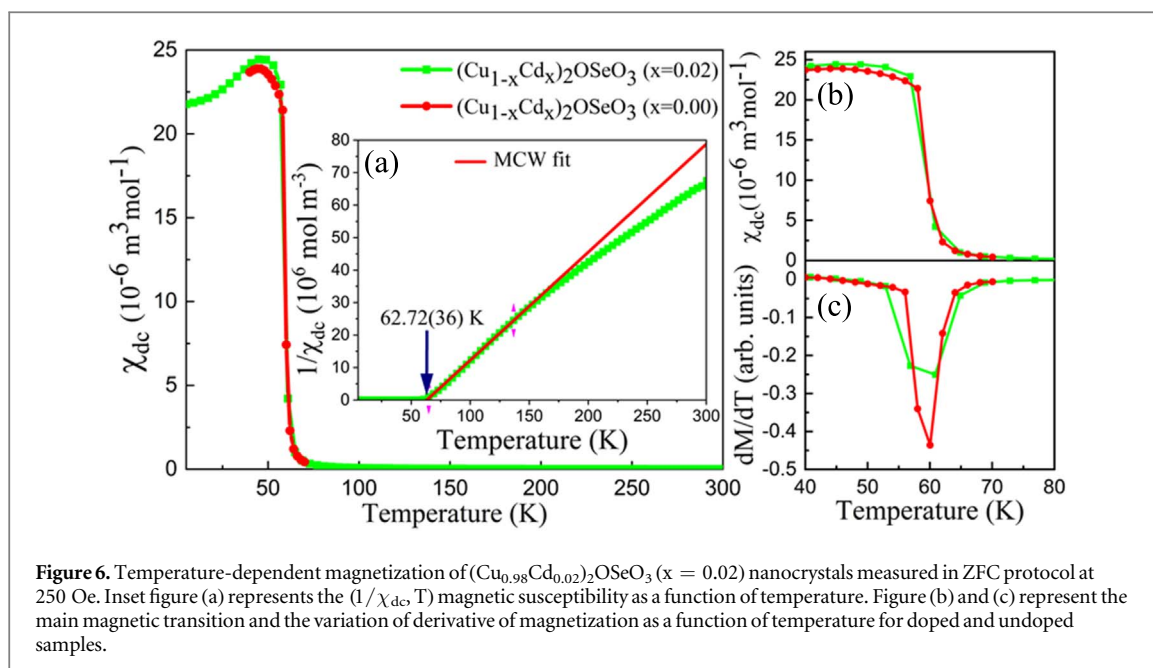 25
20
15
10
5
0
χdc (10-6 m3mol-1)
(Cu1-xCdx)2OSeO3 (x=0.02)
(Cu1-xCdx)2OSeO3 (x=0.00)
80
70
60
50
40
30
20
10
0
1/χdc (106 mol m-3)
(a)
MCW fit
62.72(36) K
50 100 150 200 250 300
Temperature (K)
50 100 150 200 250 300
Temperature (K)
25
20
15
10
5
0
χdc(10-6 m3mol-1)
(b)
0
-0.1
-0.2
-0.3
-0.4
-0.5
dM/dT (arb. units)
(c)
40 50 60 70 80
Temperature (K)
Figure 6. Temperature-dependent magnetization of (Cu0.98Cd0.02)2OSeO3 (x = 0.02) nanocrystals measured in ZFC protocol at
250 Oe. Inset figure (a) represents the (1/χdc, T) magnetic susceptibility as a function of temperature. Figure (b) and (c) represent the
main magnetic transition and the variation of derivative of magnetization as a function of temperature for doped and undoped
samples.